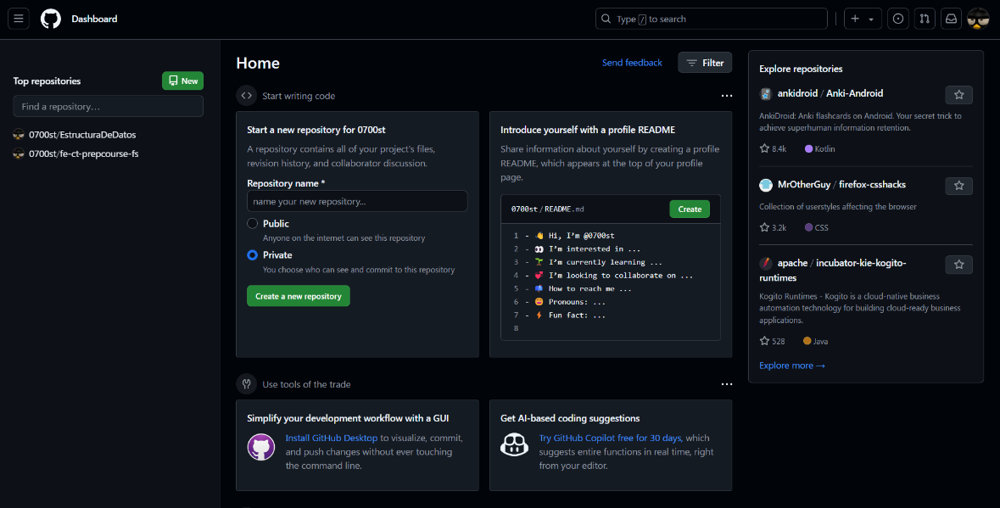 Dashboard
Type / to search
Top repositories
New
Find a repository...
0700st/EstructuraDeDatos
0700st/fe-ct-prepcourse-fs
Home
Send feedback
Filter
Start writing code
Start a new repository for 0700st
A repository contains all of your project's files,
revision history, and collaborator discussion.
Repository name *
name your new repository...
Public
Anyone on the internet can see this repository
Private
You choose who can see and commit to this repository
Create a new repository
Introduce yourself with a profile README
Share information about yourself by creating a profile
README, which appears at the top of your profile
page.
0700st / README.md
Create
1 - 👋 Hi, I'm @0700st
2 - 👀 I'm interested in ...
3 - 🌱 I'm currently learning ...
4 - 💞️ I'm looking to collaborate on ...
5 - 📫 How to reach me ...
6 - 😄 Pronouns: ...
7 - ⚡ Fun fact: ...
8
Use tools of the trade
Simplify your development workflow with a GUI
Install GitHub Desktop to visualize, commit,
and push changes without ever touching
the command line.
Get AI-based coding suggestions
Try GitHub Copilot free for 30 days, which
suggests entire functions in real time, right
from your editor.
Explore repositories
ankidroid / Anki-Android
AnkiDroid: Anki flashcards on Android. Your secret trick to
achieve superhuman information retention.
8.4k Kotlin
MrOtherGuy / firefox-csshacks
Collection of userstyles affecting the browser
3.2k CSS
apache / incubator-kie-kogito-
runtimes
Kogito Runtimes - Kogito is a cloud-native business
automation technology for building cloud-ready business
applications.
528 Java
Explore more →